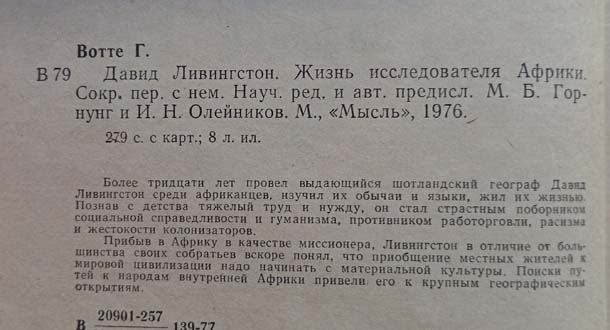 Вотте Г.
В 79 Давид Ливингстон. Жизнь исследователя Африки.
Сокр. пер. с нем. Науч. ред. и авт. предисл. М. Б. Гор-
нунг и И. Н. Олейников. М., «Мысль», 1976.
279 с. с карт.; 8 л. ил.
Более тридцати лет провел выдающийся шотландский географ Давид
Ливингстон среди африканцев, изучил их обычаи и языки, жил их жизнью.
Познав с детства тяжелый труд и нужду, он стал страстным поборником
социальной справедливости и гуманизма, противником работорговли, расизма
и жестокости колонизаторов.
Прибыв в Африку в качестве миссионера, Ливингстон в отличие от боль-
шинства своих собратьев вскоре понял, что приобщение местных жителей к
мировой цивилизации надо начинать с материальной культуры. Поиски пу-
тей к народам внутренней Африки привели его к крупным географическим
открытиям.
20901-257
В 139-77